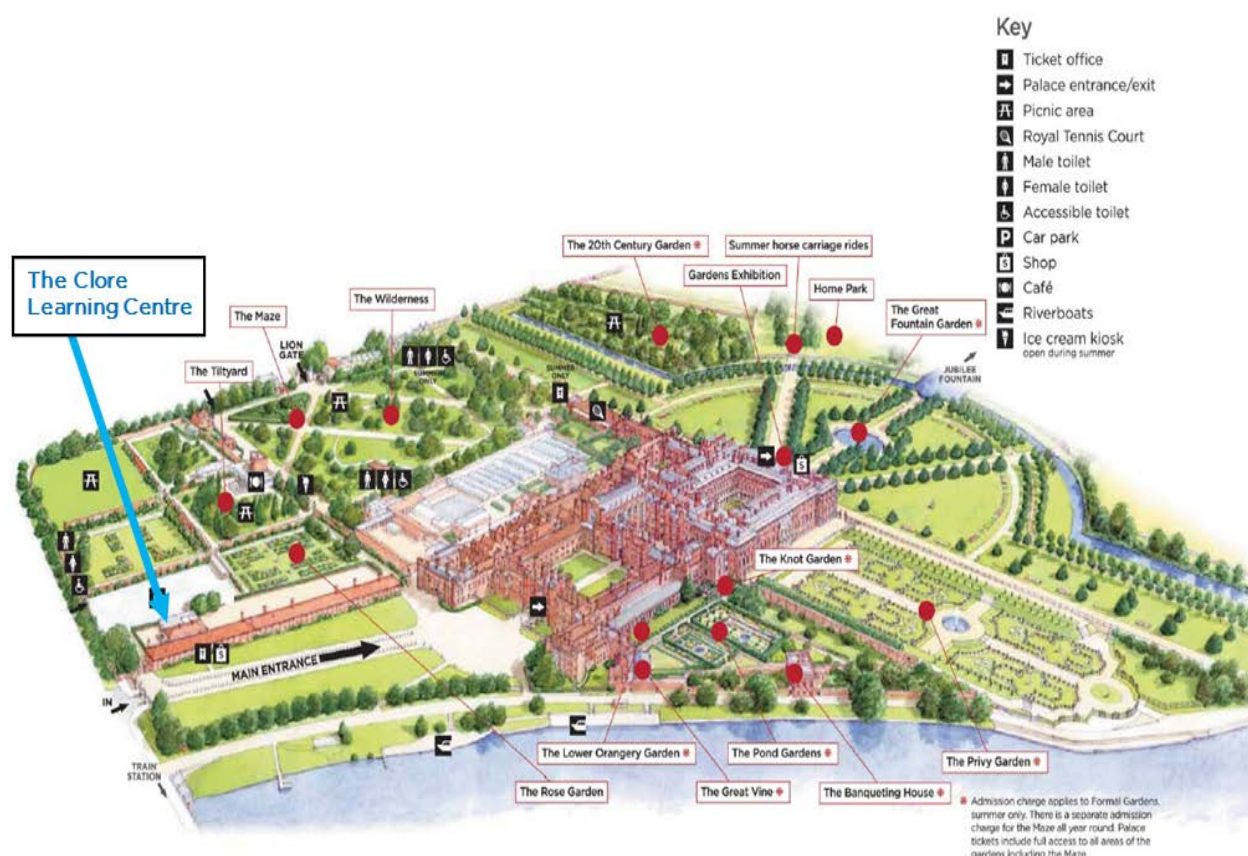 Key
Ticket office
Palace entrance/exit
Picnic area
Royal Tennis Court
Male toilet
Female toilet
Accessible toilet
P
Car park
S
Shop
Café
Riverboats
Ice cream kiosk
open during summer
The Clore
Learning Centre
The 20th Century Garden ❋
Summer horse carriage rides
Gardens Exhibition
Home Park
The Great
Fountain Garden ❋
The Maze
The Wilderness
LION
GATE
The Tiltyard
SUMMER
ONLY
SUMMER
ONLY
JUBILEE
FOUNTAIN
S
The Knot Garden ❋
S
MAIN ENTRANCE
IN
TRAIN
STATION
The Lower Orangery Garden ❋
The Pond Gardens ❋
The Privy Garden ❋
The Rose Garden
The Great Vine ❋
The Banqueting House ❋
❋ Admission charge applies to Formal Gardens,
summer only. There is a separate admission
charge for the Maze all year round. Palace
tickets include full access to all areas of the
gardens including the Maze.